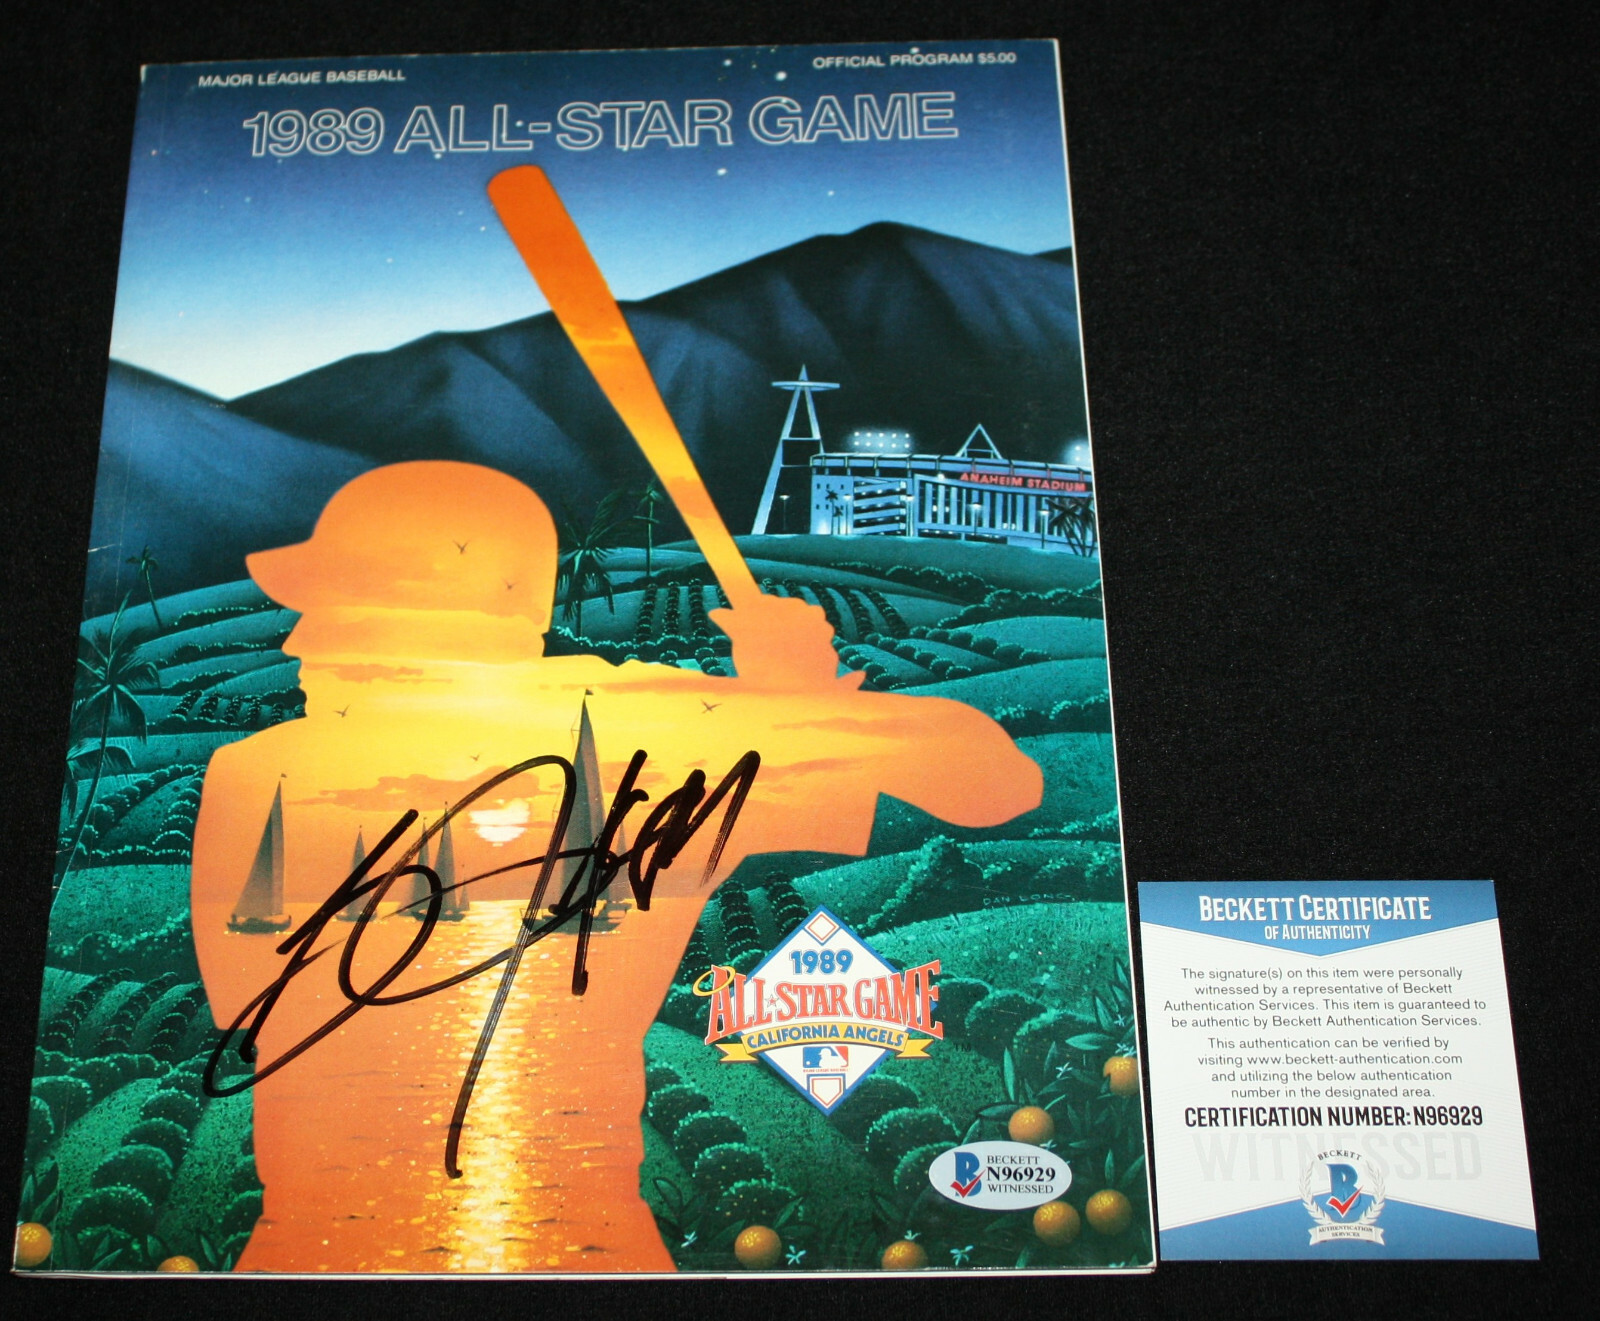 MAJOR LEAGUE BASEBALL
OFFICIAL PROGRAM $5.00
1989 ALL-STAR GAME
ANAHEIM STADIUM
DAN LONG
1989
ALL★STAR GAME
CALIFORNIA ANGELS
TM
BECKETT
N96929
WITNESSED
BECKETT CERTIFICATE
OF AUTHENTICITY
The signature(s) on this item were personally
witnessed by a representative of Beckett
Authentication Services. This item is guaranteed to
be authentic by Beckett Authentication Services.
This authentication can be verified by
visiting www.beckett-authentication.com
and utilizing the below authentication
number in the designated area.
CERTIFICATION NUMBER: N96929
WITNESSED
BECKETT
B
AUTHENTICATION
SERVICES